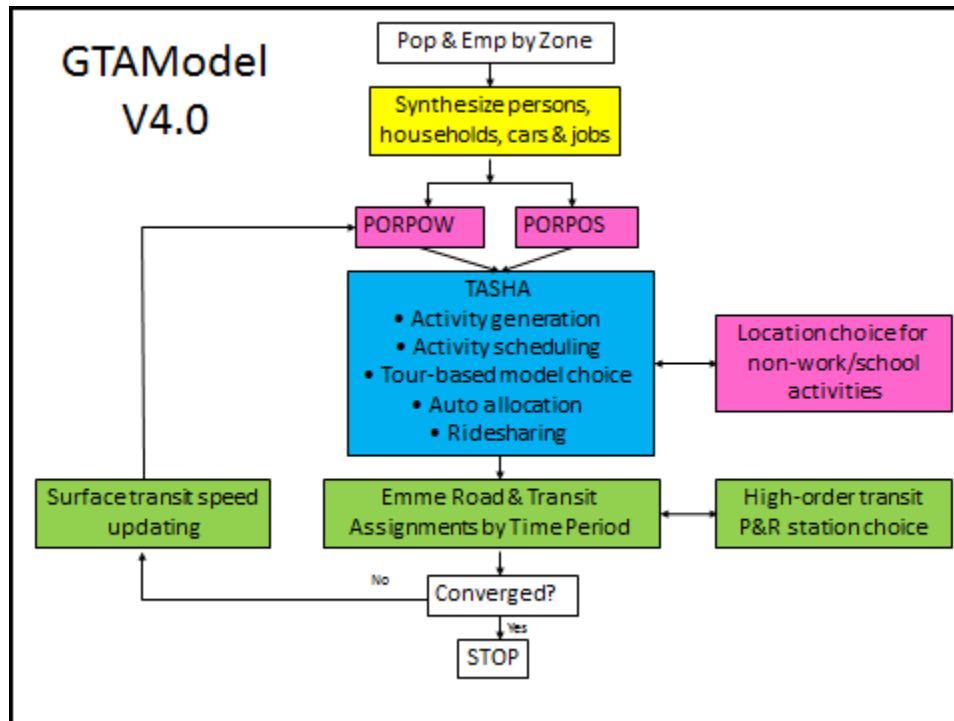 GTAModel
V4.0
Pop & Emp by Zone
Synthesize persons,
households, cars & jobs
PORPOW
PORPOS
TASHA
• Activity generation
• Activity scheduling
• Tour-based model choice
• Auto allocation
• Ridesharing
Location choice for
non-work/school
activities
Surface transit speed
updating
Emme Road & Transit
Assignments by Time Period
High-order transit
P&R station choice
No
Converged?
Yes
STOP